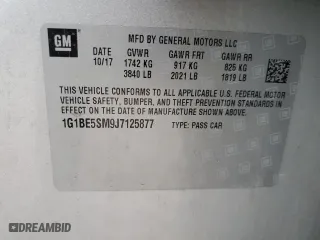 GM
MFD BY GENERAL MOTORS LLC
10/17 GVWR GAWR FRT GAWR RR
1742 KG 917 KG 825 KG
3840 LB 2021 LB 1819 LB
THIS VEHICLE CONFORMS TO ALL APPLICABLE U.S. FEDERAL MOTOR VEHICLE
SAFETY, BUMPER, AND THEFT PREVENTION STANDARDS IN
EFFECT ON THE DATE OF MANUFACTURE SHOWN ABOVE.
1G1BE5SM9J7125877 TYPE: PASS CAR